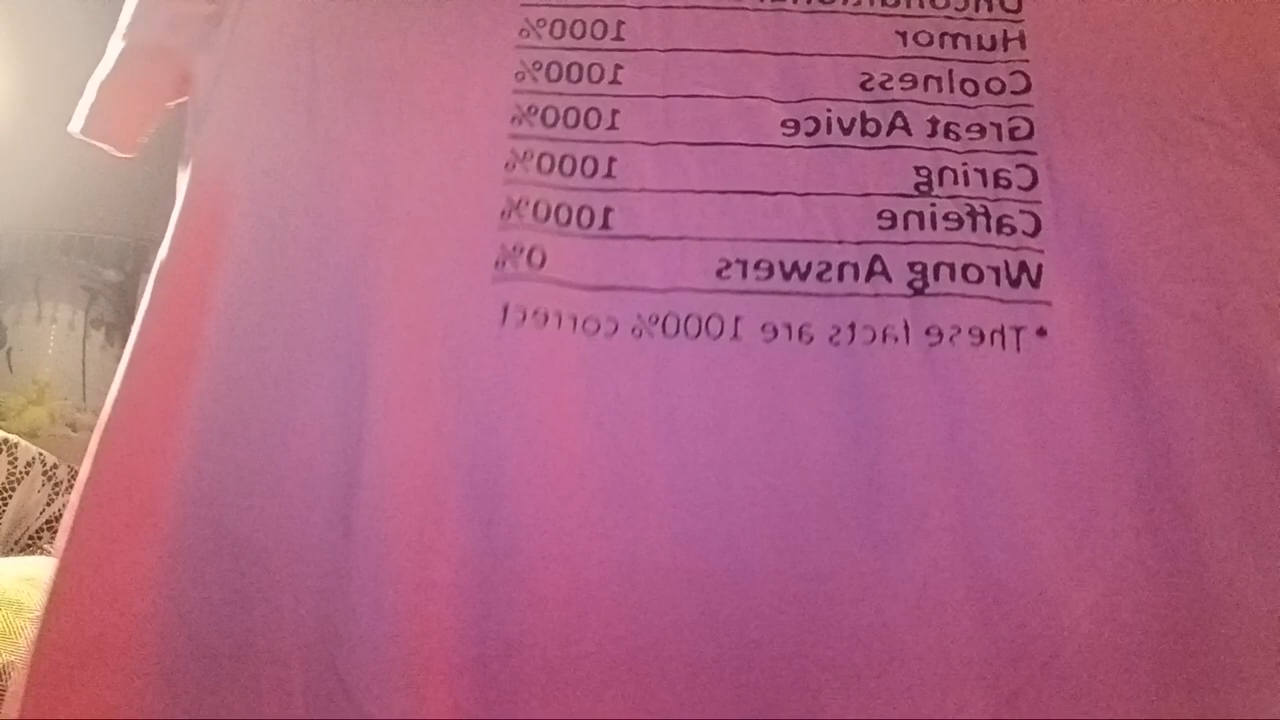 Humor 1000%
Coolness 1000%
Great Advice 1000%
Caring 1000%
Caffeine 1000%
Wrong Answers 0%
*These facts are 1000% correct